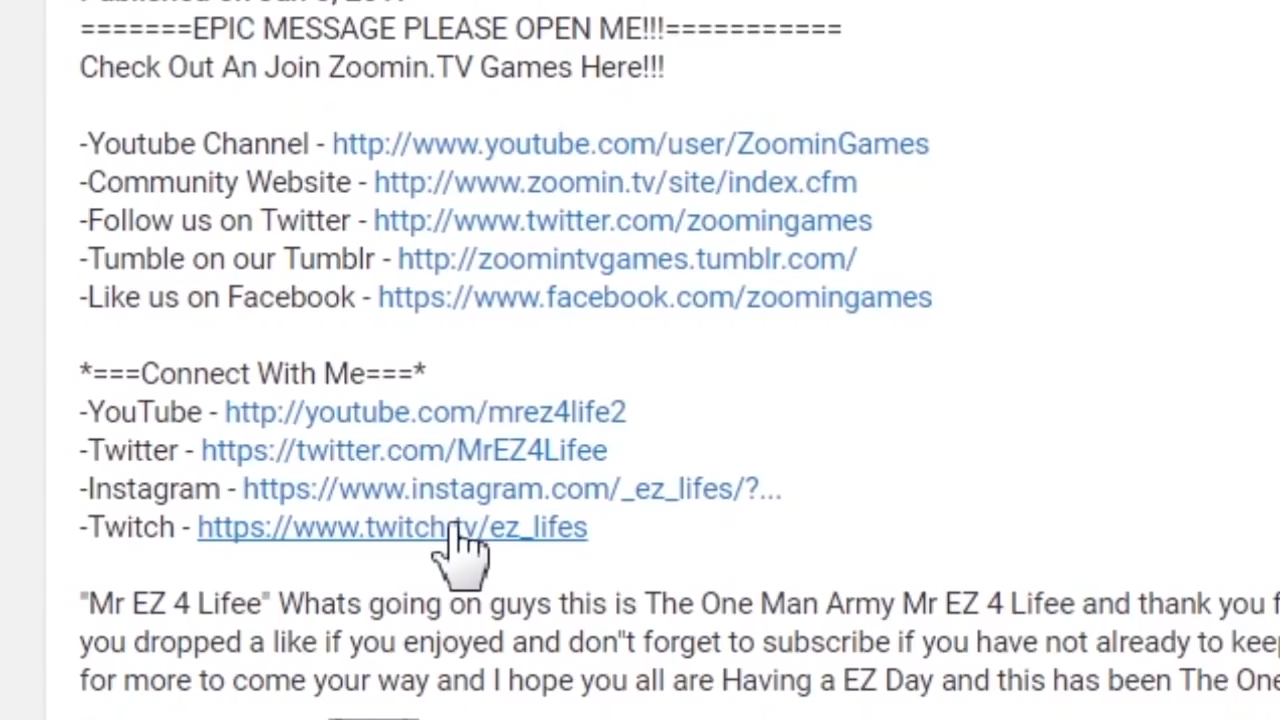 =======EPIC MESSAGE PLEASE OPEN ME!!!===========
Check Out An Join Zoomin.TV Games Here!!!
-Youtube Channel - http://www.youtube.com/user/ZoominGames
-Community Website - http://www.zoomin.tv/site/index.cfm
-Follow us on Twitter - http://www.twitter.com/zoomingames
-Tumble on our Tumblr - http://zoomintvgames.tumblr.com/
-Like us on Facebook - https://www.facebook.com/zoomingames
*===Connect With Me===*
-YouTube - http://youtube.com/mrez4life2
-Twitter - https://twitter.com/MrEZ4Lifee
-Instagram - https://www.instagram.com/_ez_lifes/?...
-Twitch - https://www.twitch.tv/ez_lifes
"Mr EZ 4 Lifee" Whats going on guys this is The One Man Army Mr EZ 4 Lifee and thank you
you dropped a like if you enjoyed and don"t forget to subscribe if you have not already to
for more to come your way and I hope you all are Having a EZ Day and this has been The